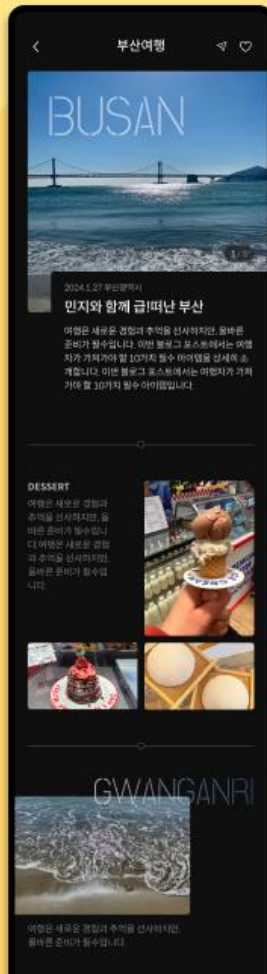 부산여행
BUSAN
2024.1.27 부산광역시
민지와 함께 급!떠난 부산
여행은 새로운 경험과 추억을 선사하지만, 올바른
준비가 필수입니다. 이번 블로그 포스트에서는 여행
자가 가져가야 할 10가지 필수 아이템을 상세히 소
개합니다. 이번 블로그 포스트에서는 여행자가 가져
가야 할 10가지 필수 아이템입니다.
DESSERT
여행은 새로운 경험과
추억을 선사하지만, 올
바른 준비가 필수입니
다.여행은 새로운 경험
과 추억을 선사하지만,
올바른 준비가 필수입
니다.
GWANGANRI
여행은 새로운 경험과 추억을 선사하지만,
올바른 준비가 필수입니다